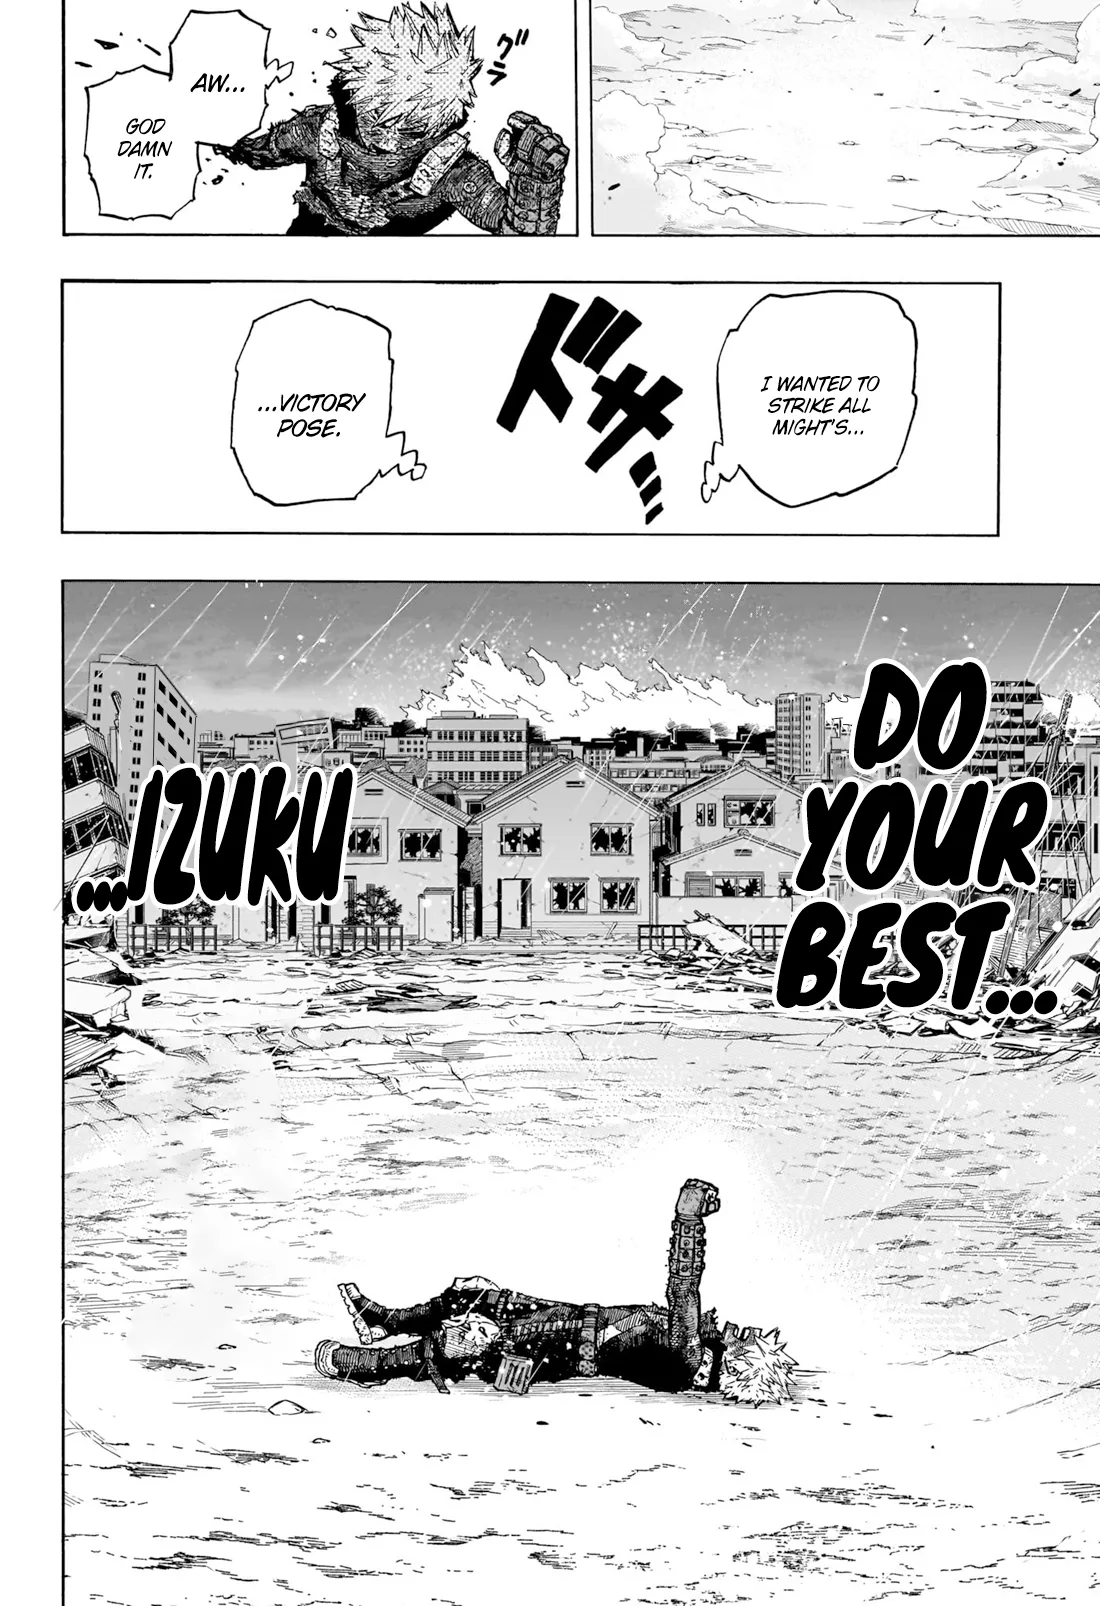 グ゛
クラ
AW...
GOD
DAMN
IT.
I WANTED TO
STRIKE ALL
MIGHT'S...
ドサ
...VICTORY
POSE.
DO
YOUR
BEST...
...IZUKU